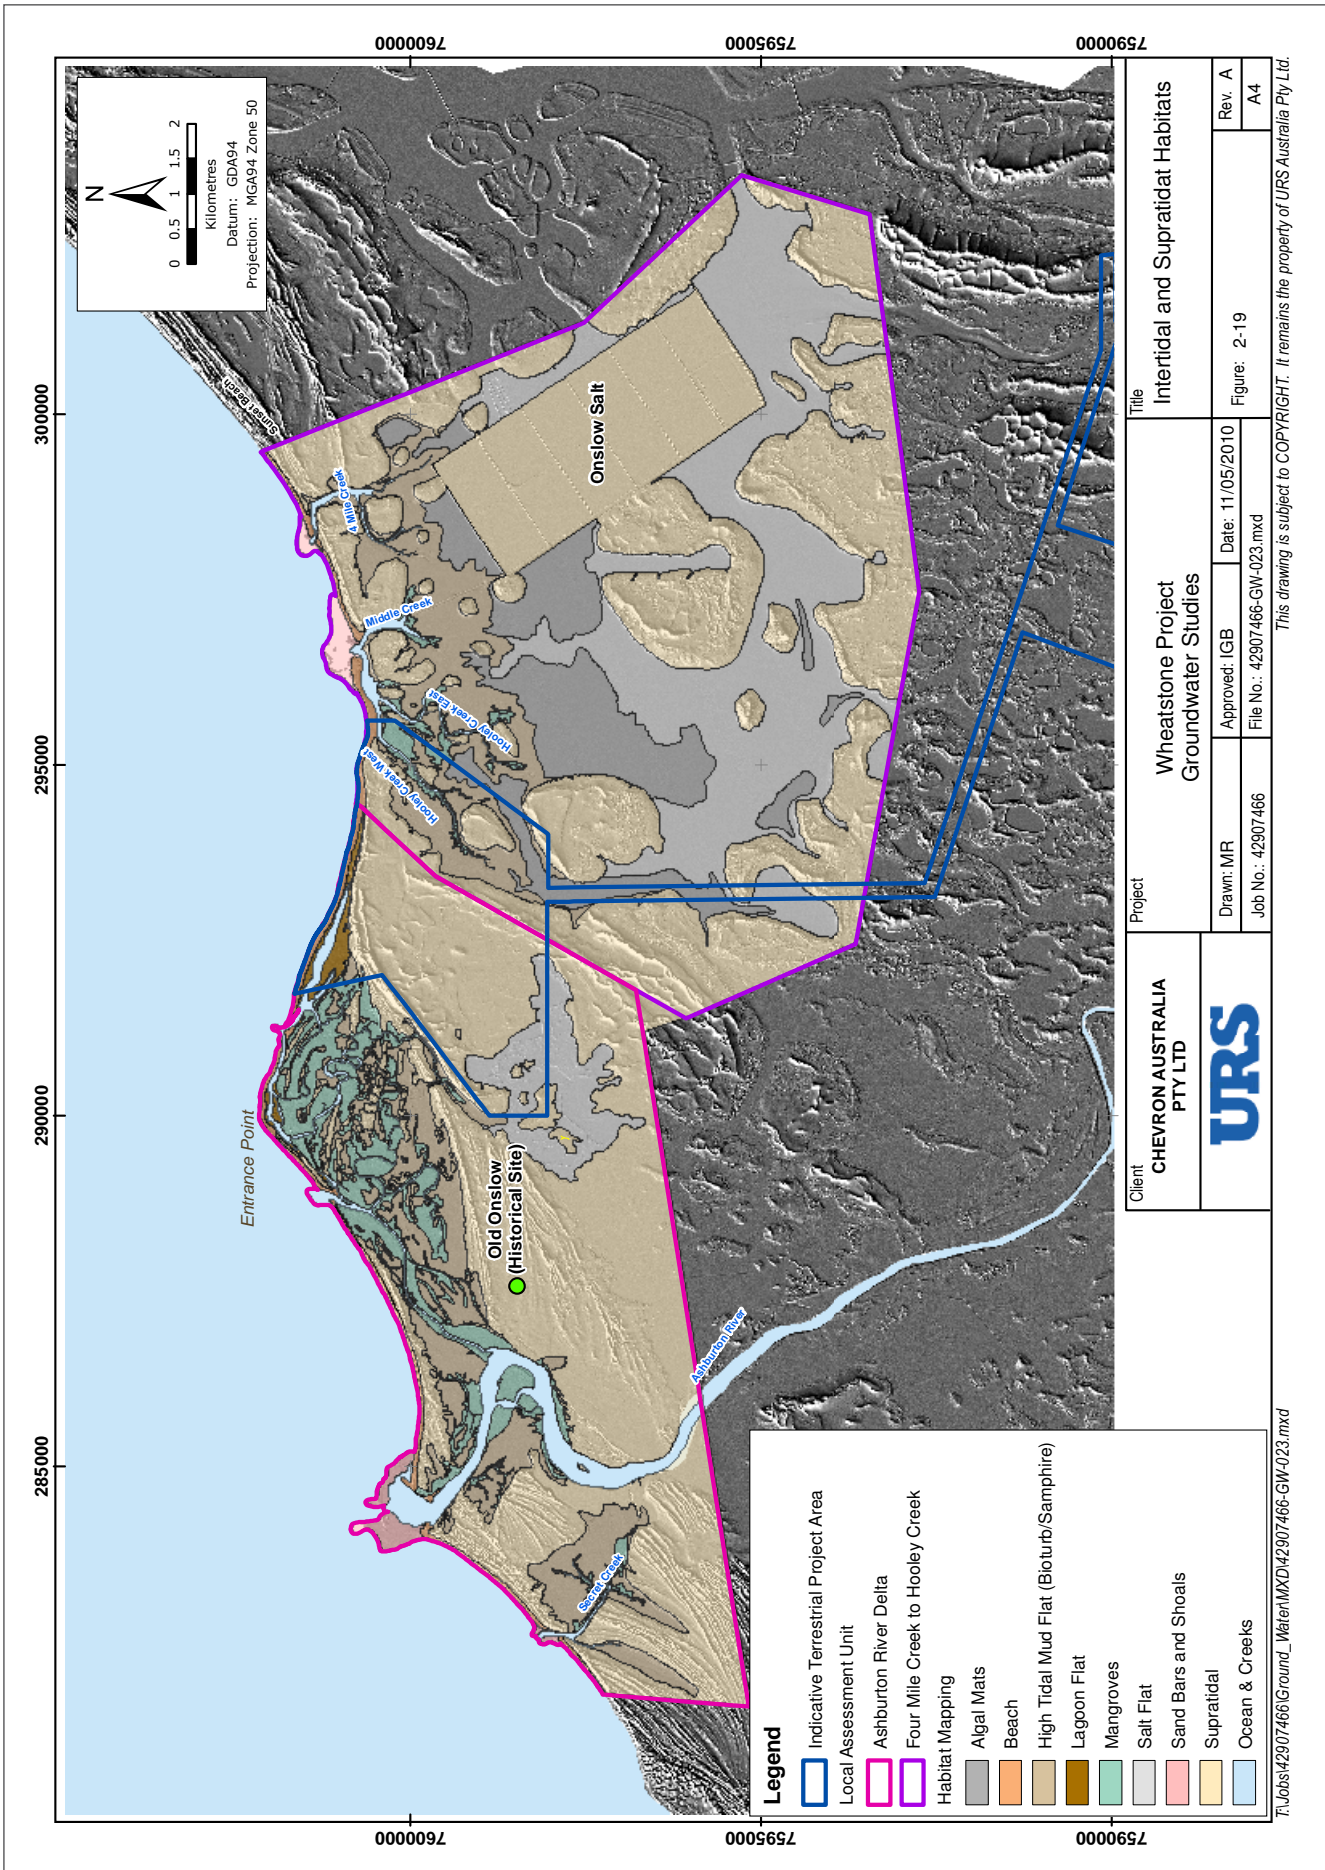 285000
290000
295000
300000
7600000
7595000
7590000
7600000
7595000
7590000
N
0 0.5 1 1.5 2
Kilometres
Datum: GDA94
Projection: MGA94 Zone 50
Entrance Point
Sunset Beach
4 Mile Creek
Middle Creek
Hooley Creek East
Hooley Creek West
Onslow Salt
Old Onslow
(Historical Site)
Ashburton River
Secret Creek
Legend
Indicative Terrestrial Project Area
Local Assessment Unit
Ashburton River Delta
Four Mile Creek to Hooley Creek
Habitat Mapping
Algal Mats
Beach
High Tidal Mud Flat (Bioturb/Samphire)
Lagoon Flat
Mangroves
Salt Flat
Sand Bars and Shoals
Supratidal
Ocean & Creeks
Client
CHEVRON AUSTRALIA
PTY LTD
URS
Project
Wheatstone Project
Groundwater Studies
Drawn: MR
Approved: IGB
Date: 11/05/2010
Job No.: 42907466
File No.: 42907466-GW-023.mxd
Title
Intertidal and Supratidat Habitats
Figure: 2-19
Rev. A
A4
T:\Jobs\42907466\Ground_Water\MXD\42907466-GW-023.mxd
This drawing is subject to COPYRIGHT. It remains the property of URS Australia Pty Ltd.